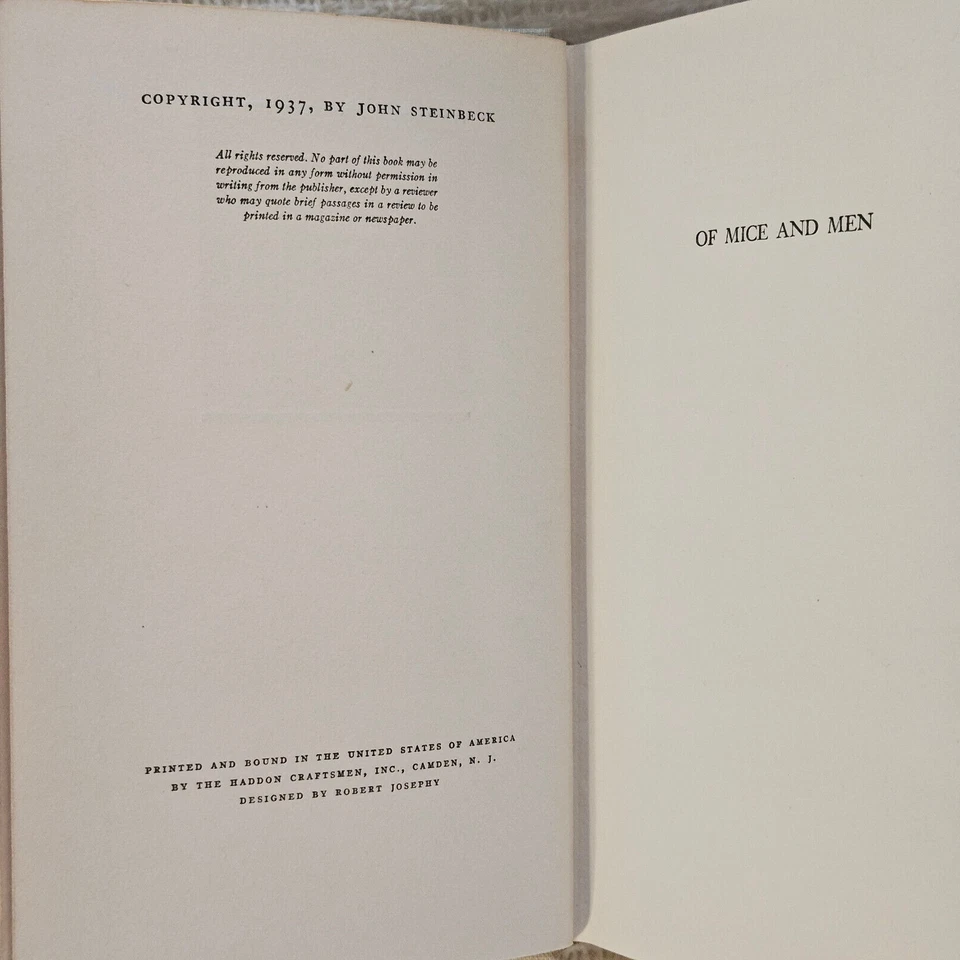 COPYRIGHT, 1937, BY JOHN STEINBECK
All rights reserved. No part of this book may be
reproduced in any form without permission in
writing from the publisher, except by a reviewer
who may quote brief passages in a review to be
printed in a magazine or newspaper.
PRINTED AND BOUND IN THE UNITED STATES OF AMERICA
BY THE HADDON CRAFTSMEN, INC., CAMDEN, N. J.
DESIGNED BY ROBERT JOSEPHY
OF MICE AND MEN